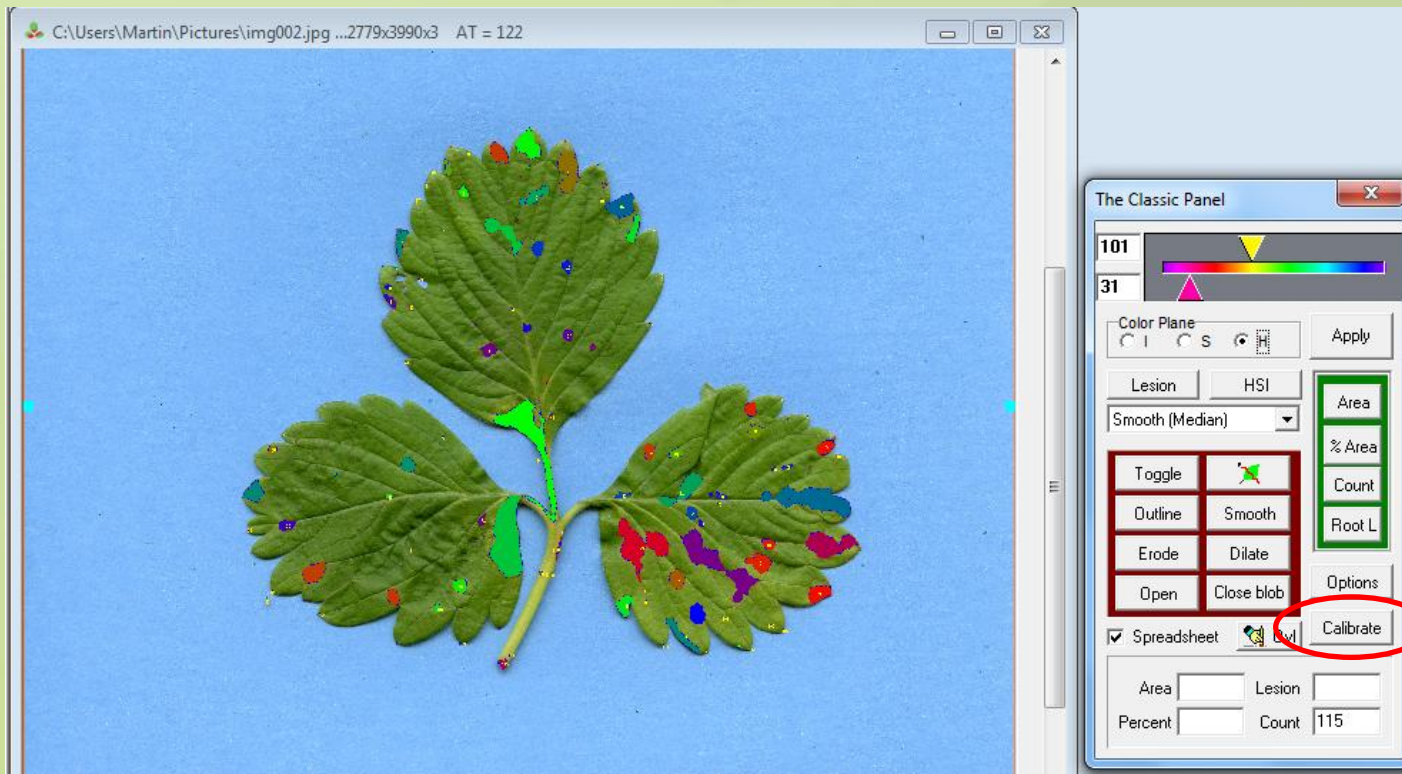 C:\Users\Martin\Pictures\img002.jpg ...2779x3990x3 AT = 122
The Classic Panel
101
31
Color Plane
I S H
Apply
Lesion HSI
Smooth (Median)
Area
% Area
Count
Root L
Toggle
Outline Smooth
Erode Dilate
Open Close blob
Options
Calibrate
Spreadsheet
Area Lesion
Percent Count 115